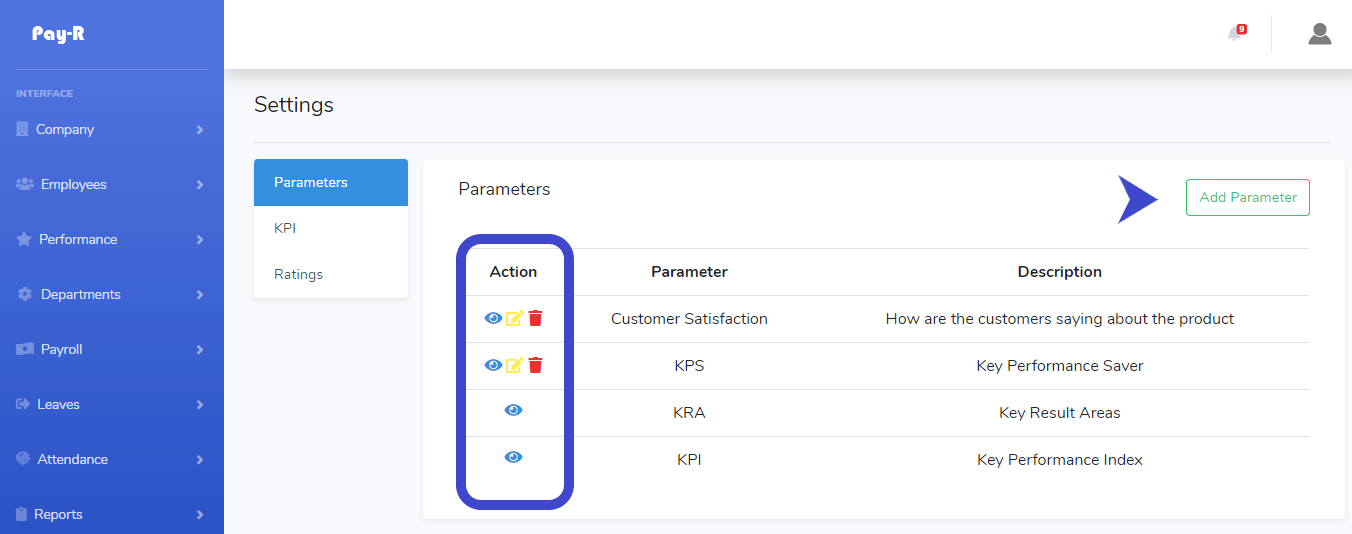 Pay-R
9
INTERFACE
Company
Employees
Performance
Departments
Payroll
Leaves
Attendance
Reports
Settings
Parameters
KPI
Ratings
Parameters
Add Parameter
Action Parameter Description
Customer Satisfaction How are the customers saying about the product
KPS Key Performance Saver
KRA Key Result Areas
KPI Key Performance Index